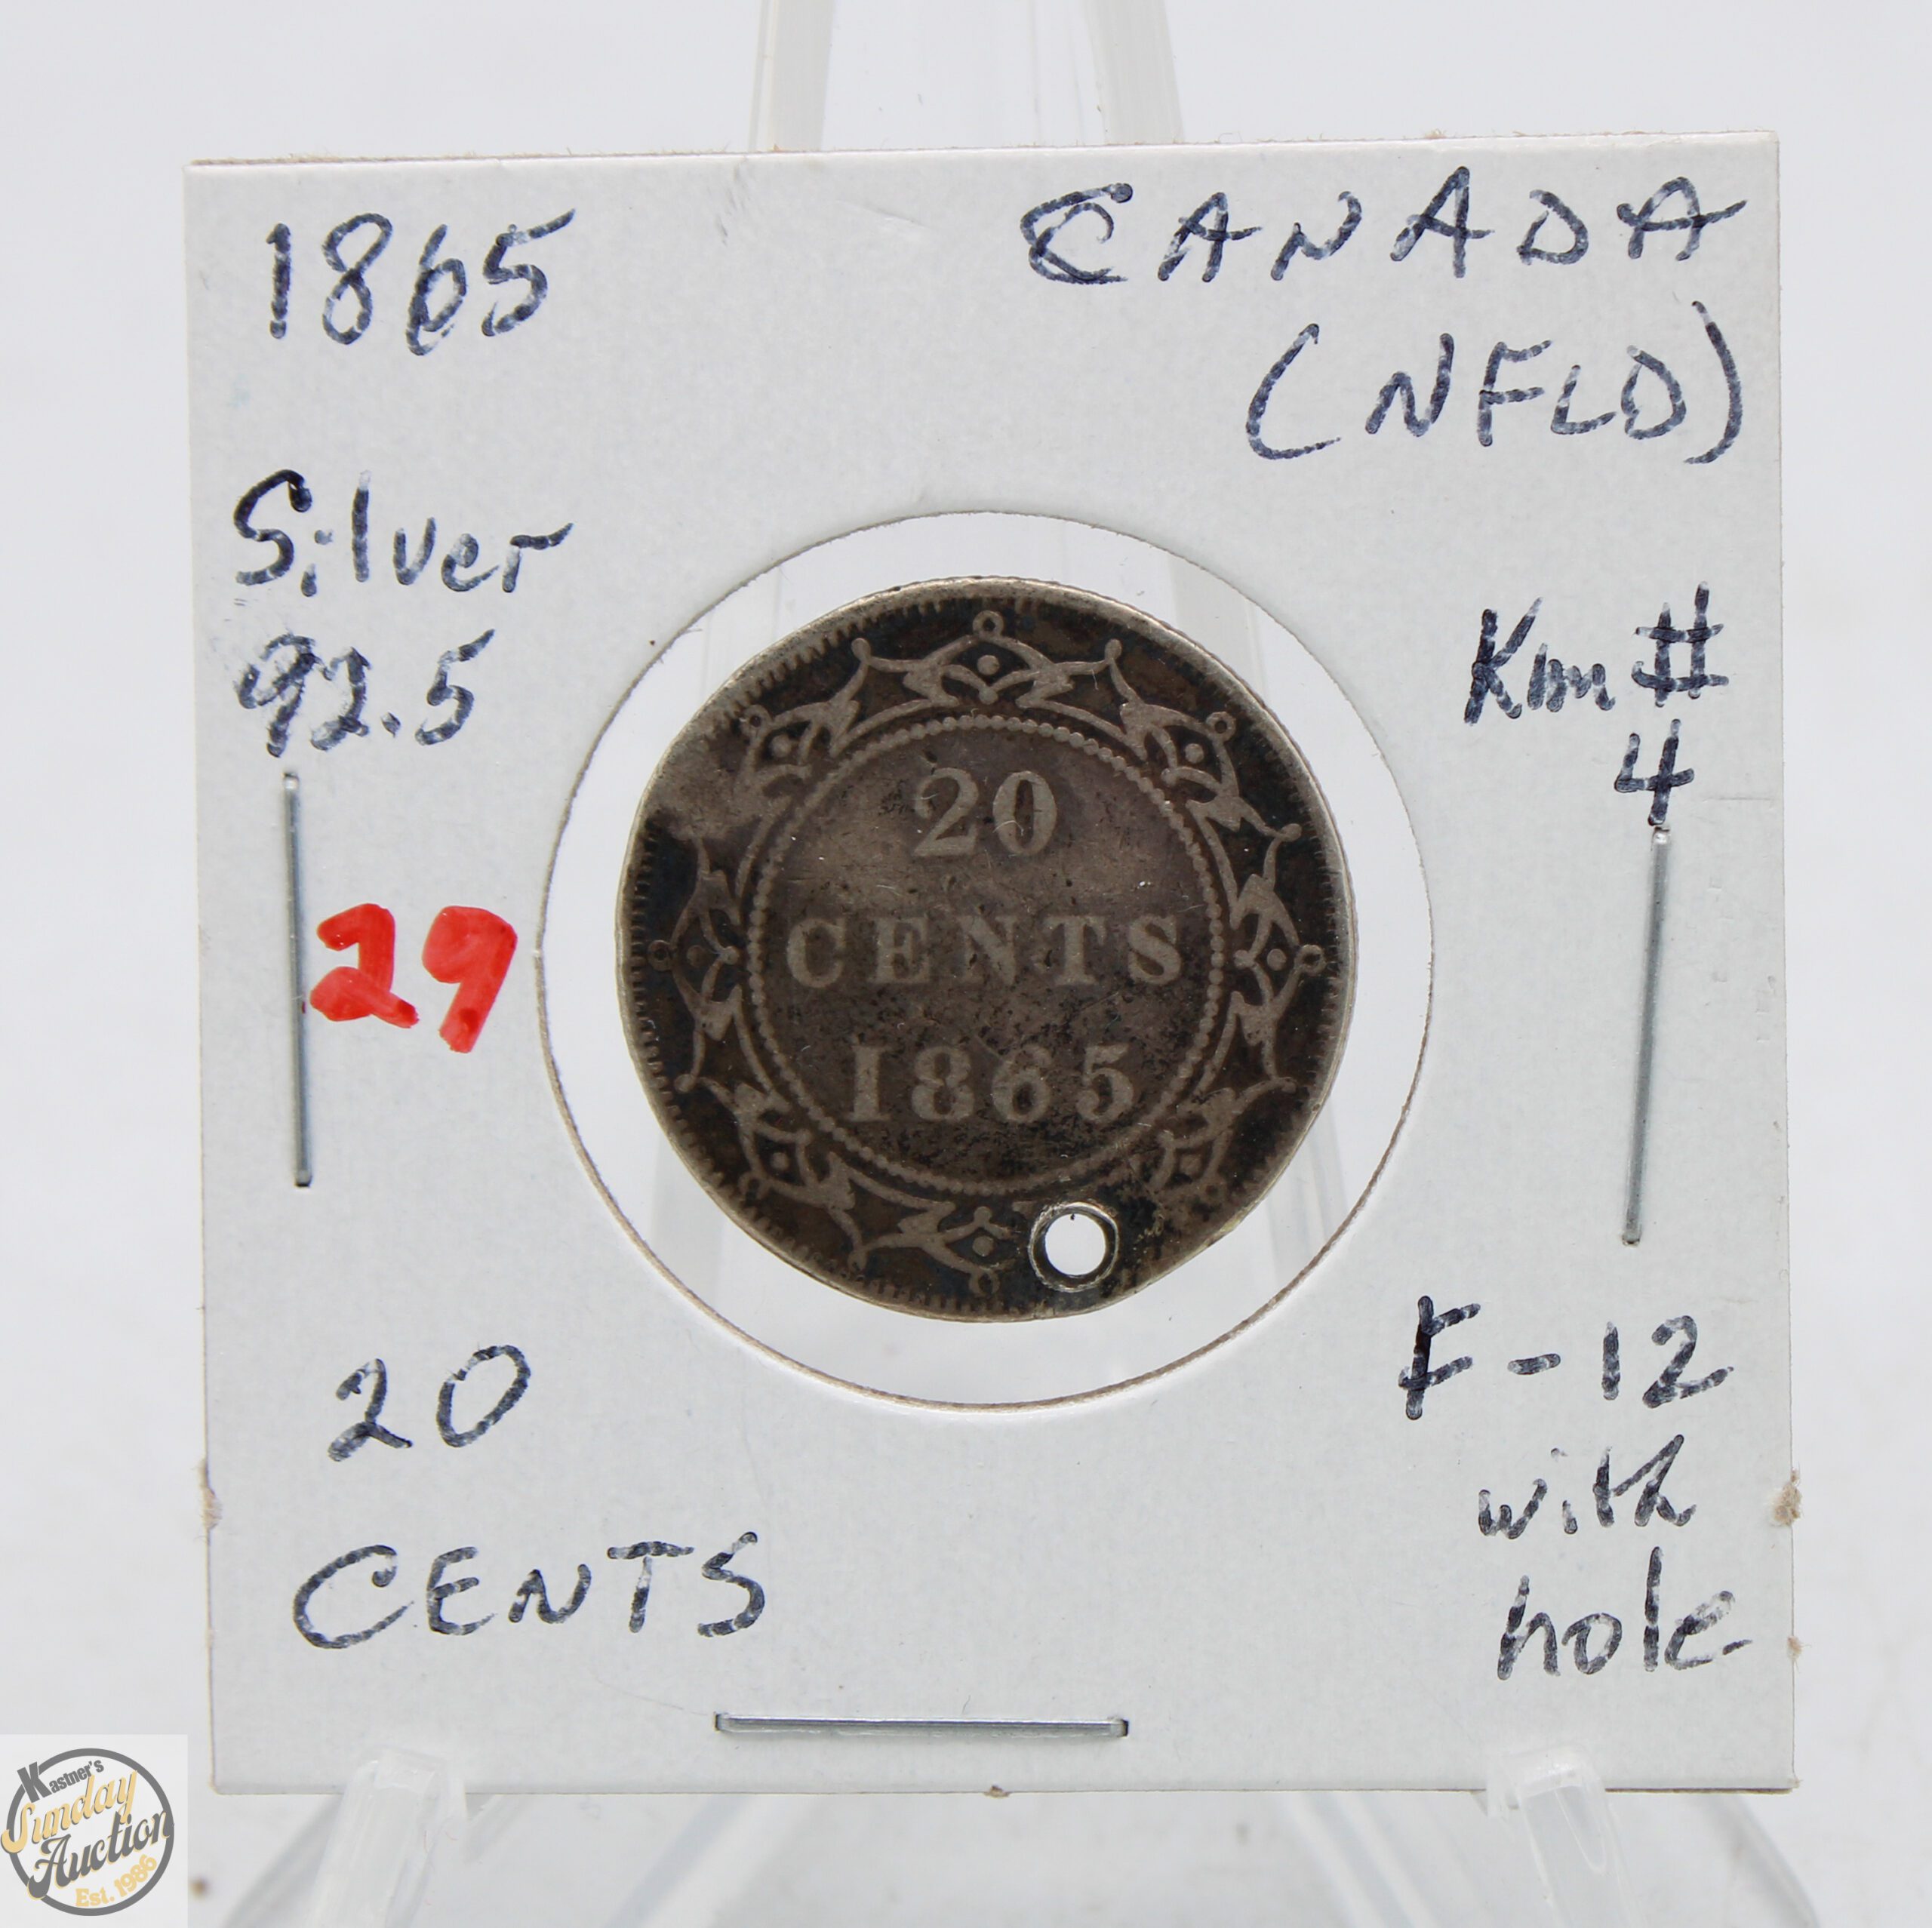 1865
CANADA
(NFLD)
Silver
92.5
Km #
4
29
20
CENTS
1865
20
CENTS
F-12
with
hole
Kastner's
Sunday
Auction
Est. 1986